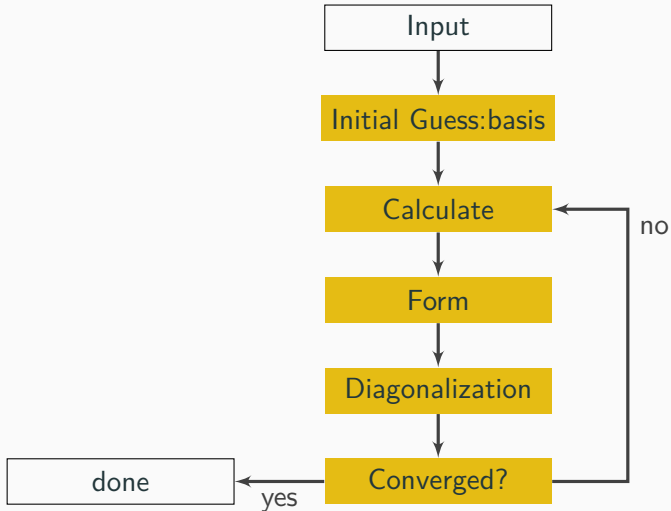 Input
Initial Guess:basis
Calculate
no
Form
Diagonalization
Converged?
yes
done